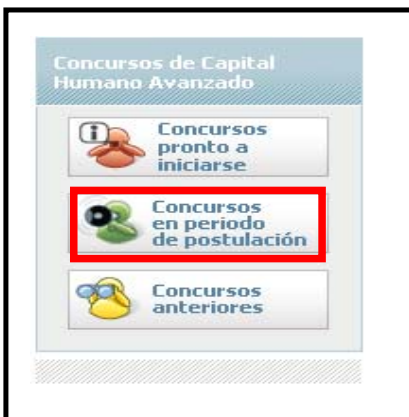 Concursos de Capital
Humano Avanzado
Concursos
pronto a
iniciarse
Concursos
en periodo
de postulación
Concursos
anteriores